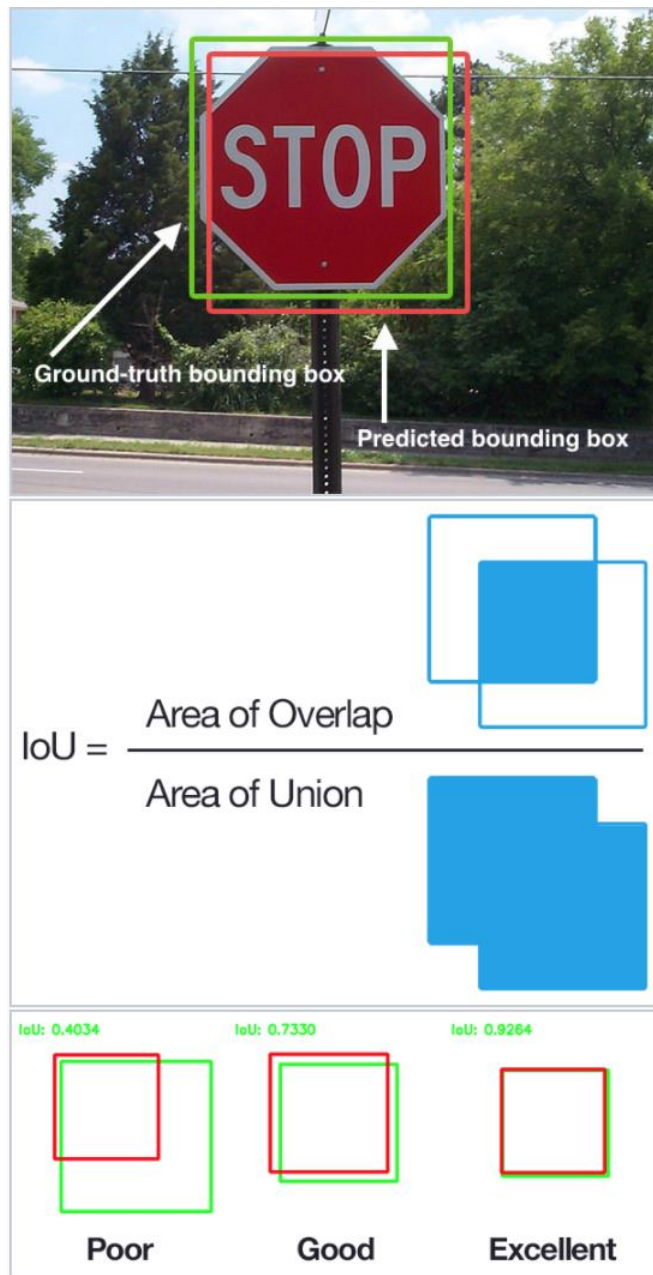 STOP
Ground-truth bounding box
Predicted bounding box
Area of Overlap
IoU =
Area of Union
IoU: 0.4034
IoU: 0.7330
IoU: 0.9264
Poor
Good
Excellent